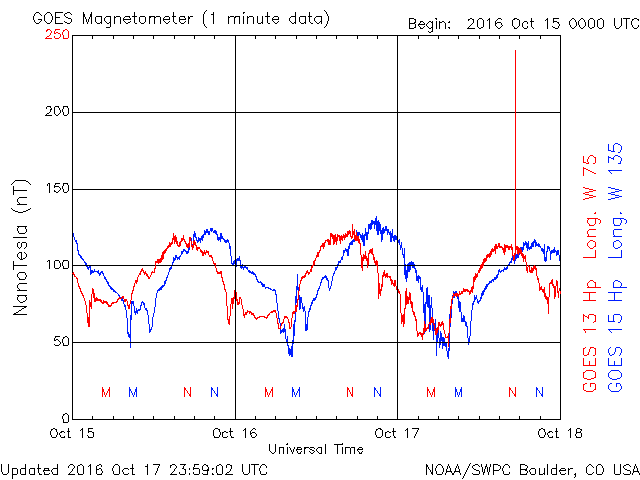 GOES Magnetometer (1 minute data)
Begin: 2016 Oct 15 0000 UTC
250
200
150
100
50
0
NanoTesla (nT)
GOES 13 Hp Long. W 75
GOES 15 Hp Long. W 135
M M N N M M N N M M N N
Oct 15 Oct 16 Oct 17 Oct 18
Universal Time
Updated 2016 Oct 17 23:59:02 UTC
NOAA/SWPC Boulder, CO USA